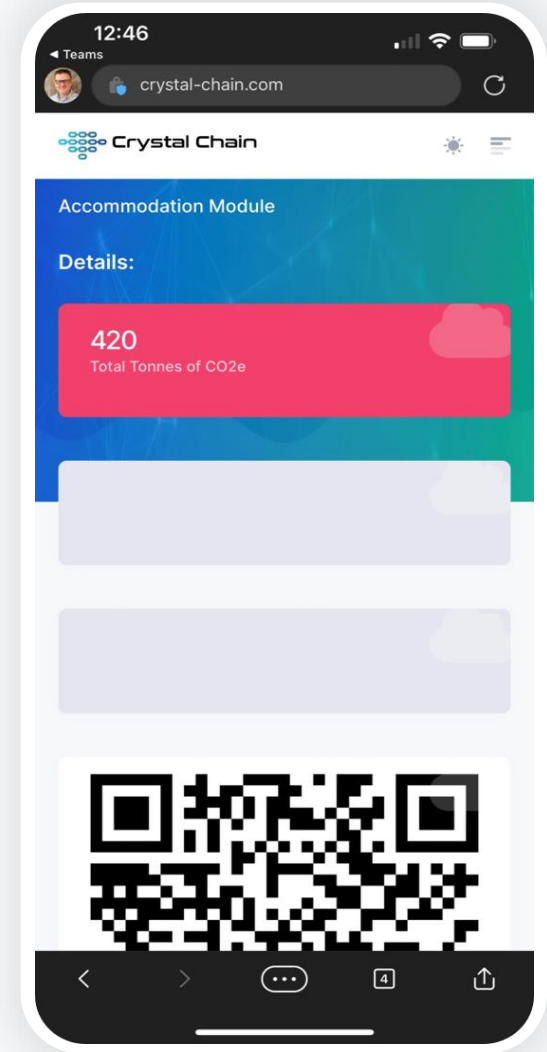 12:46
◄ Teams
crystal-chain.com
Crystal Chain
Accommodation Module
Details:
420
Total Tonnes of CO2e
4